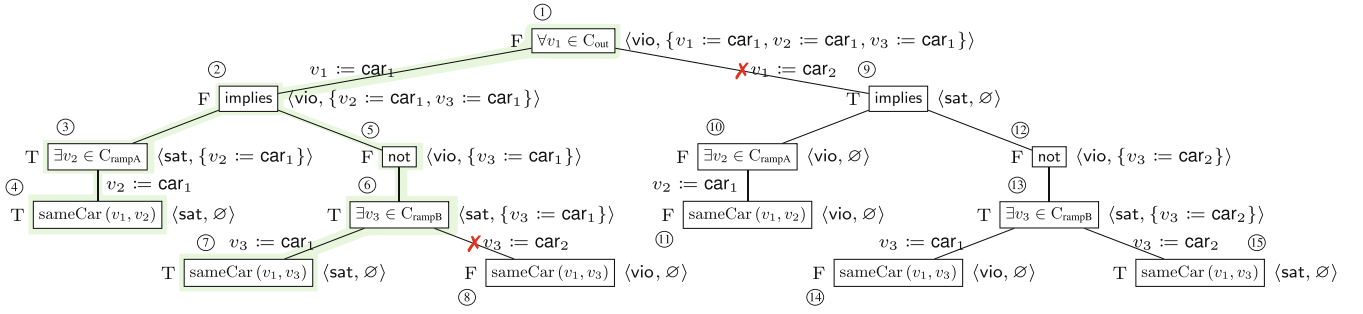 ①
F ∀v₁ ∈ C_out ⟨vio, {v₁ := car₁, v₂ := car₁, v₃ := car₁}⟩
v₁ := car₁ ✗ v₁ := car₂
② ⑨
F implies ⟨vio, {v₂ := car₁, v₃ := car₁}⟩ T implies ⟨sat, ∅⟩
③ ⑤ ⑩ ⑫
T ∃v₂ ∈ C_rampA ⟨sat, {v₂ := car₁}⟩ F not ⟨vio, {v₃ := car₁}⟩ F ∃v₂ ∈ C_rampA ⟨vio, ∅⟩ F not ⟨vio, {v₃ := car₂}⟩
④ v₂ := car₁ ⑥ v₂ := car₁ ⑬
T sameCar (v₁, v₂) ⟨sat, ∅⟩ T ∃v₃ ∈ C_rampB ⟨sat, {v₃ := car₁}⟩ F sameCar (v₁, v₂) ⟨vio, ∅⟩ T ∃v₃ ∈ C_rampB ⟨sat, {v₃ := car₂}⟩
⑦ v₃ := car₁ ✗ v₃ := car₂ ⑪ v₃ := car₁ v₃ := car₂ ⑮
T sameCar (v₁, v₃) ⟨sat, ∅⟩ F sameCar (v₁, v₃) ⟨vio, ∅⟩ F sameCar (v₁, v₃) ⟨vio, ∅⟩ T sameCar (v₁, v₃) ⟨sat, ∅⟩
⑧ ⑭